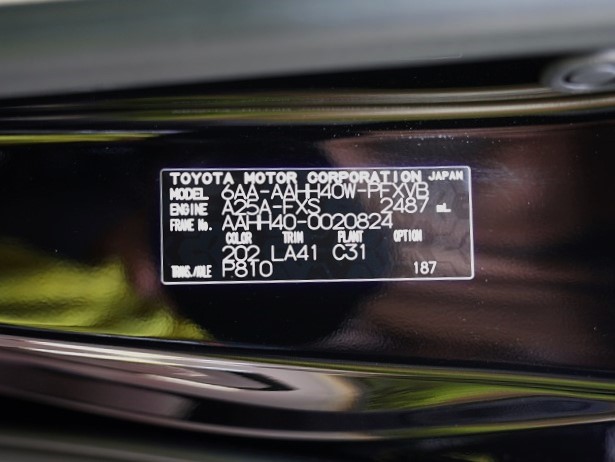 TOYOTA MOTOR CORPORATION JAPAN
MODEL 6AA-AAHH40W-PFXVB
ENGINE A25A-FXS 2487 mL
FRAME No. AAHH40-0020824
COLOR TRIM PLANT OPTION
202 LA41 C31
TRANS./AXLE P810 187